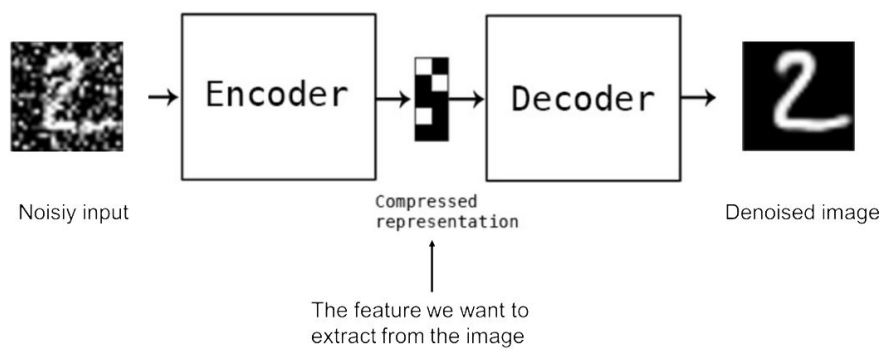 Encoder
Decoder
Noisiy input
Compressed
representation
Denoised image
The feature we want to
extract from the image